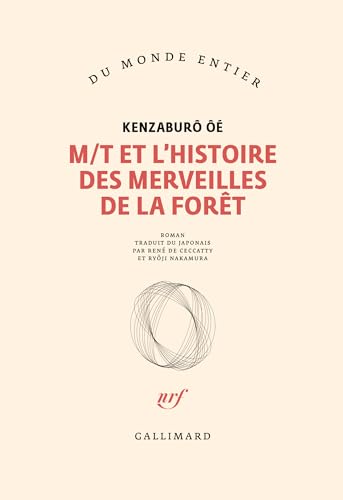 DU MONDE ENTIER
KENZABURÔ ÔÉ
M/T ET L'HISTOIRE
DES MERVEILLES
DE LA FORÊT
ROMAN
TRADUIT DU JAPONAIS
PAR RENÉ DE CECCATTY
ET RYÔJI NAKAMURA
nrf
GALLIMARD